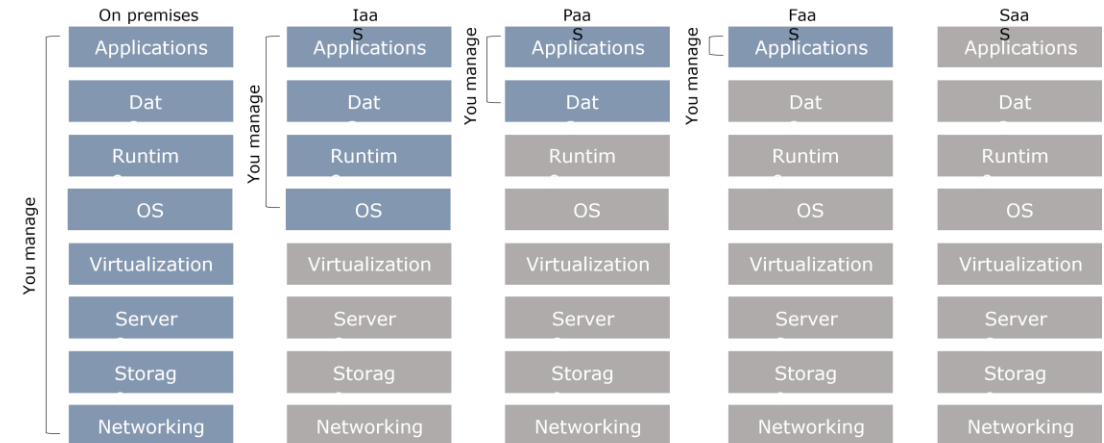 On premises
You manage
Applications
Dat
Runtim
OS
Virtualization
Server
Storag
Networking
Iaa
S
You manage
Applications
Dat
Runtim
OS
Virtualization
Server
Storag
Networking
Paa
S
You manage
Applications
Dat
Runtim
OS
Virtualization
Server
Storag
Networking
Faa
S
You manage
Applications
Dat
Runtim
OS
Virtualization
Server
Storag
Networking
Saa
S
Applications
Dat
Runtim
OS
Virtualization
Server
Storag
Networking